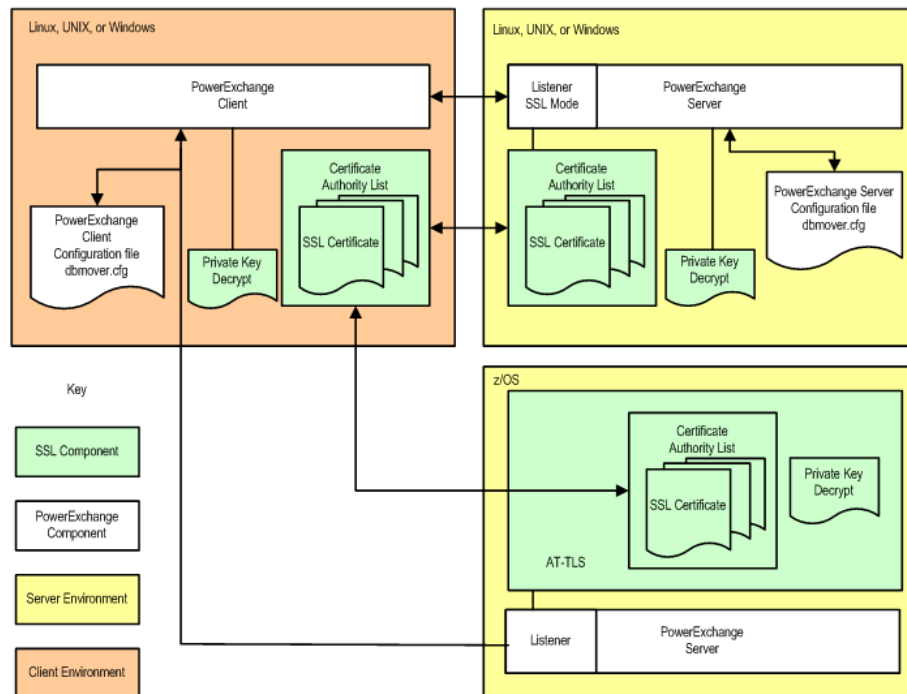 Linux, UNIX, or Windows
PowerExchange
Client
PowerExchange
Client
Configuration file
dbmover.cfg
Private Key
Decrypt
Certificate
Authority List
SSL Certificate
Linux, UNIX, or Windows
Listener
SSL Mode
PowerExchange
Server
Certificate
Authority List
SSL Certificate
Private Key
Decrypt
PowerExchange Server
Configuration file
dbmover.cfg
Key
SSL Component
PowerExchange
Component
Server Environment
Client Environment
z/OS
Certificate
Authority List
SSL Certificate
Private Key
Decrypt
AT-TLS
Listener
PowerExchange
Server